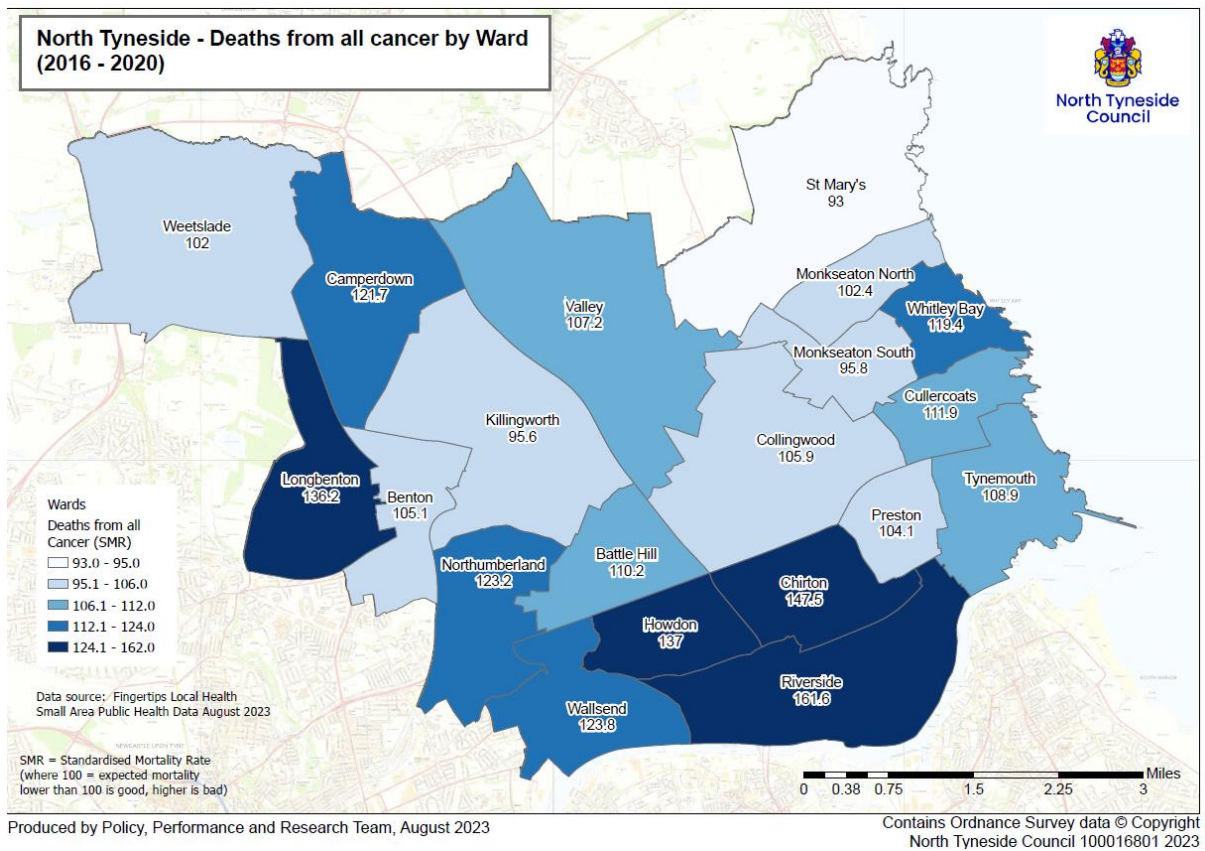 North Tyneside - Deaths from all cancer by Ward
(2016 - 2020)
North Tyneside
Council
St Mary's
93
Weetslade
102
Camperdown
121.7
Monkseaton North
102.4
Valley
107.2
Whitley Bay
119.4
Monkseaton South
95.8
Cullercoats
111.9
Killingworth
95.6
Collingwood
105.9
Longbenton
136.2
Benton
105.1
Tynemouth
108.9
Preston
104.1
Northumberland
123.2
Battle Hill
110.2
Chirton
147.5
Howdon
137
Riverside
161.6
Wallsend
123.8
Wards
Deaths from all
Cancer (SMR)
93.0 - 95.0
95.1 - 106.0
106.1 - 112.0
112.1 - 124.0
124.1 - 162.0
Data source: Fingertips Local Health
Small Area Public Health Data August 2023
NEWCASTLE UPON TYNE
SMR = Standardised Mortality Rate
(where 100 = expected mortality
lower than 100 is good, higher is bad)
Miles
0 0.38 0.75 1.5 2.25 3
Produced by Policy, Performance and Research Team, August 2023
Contains Ordnance Survey data © Copyright
North Tyneside Council 100016801 2023